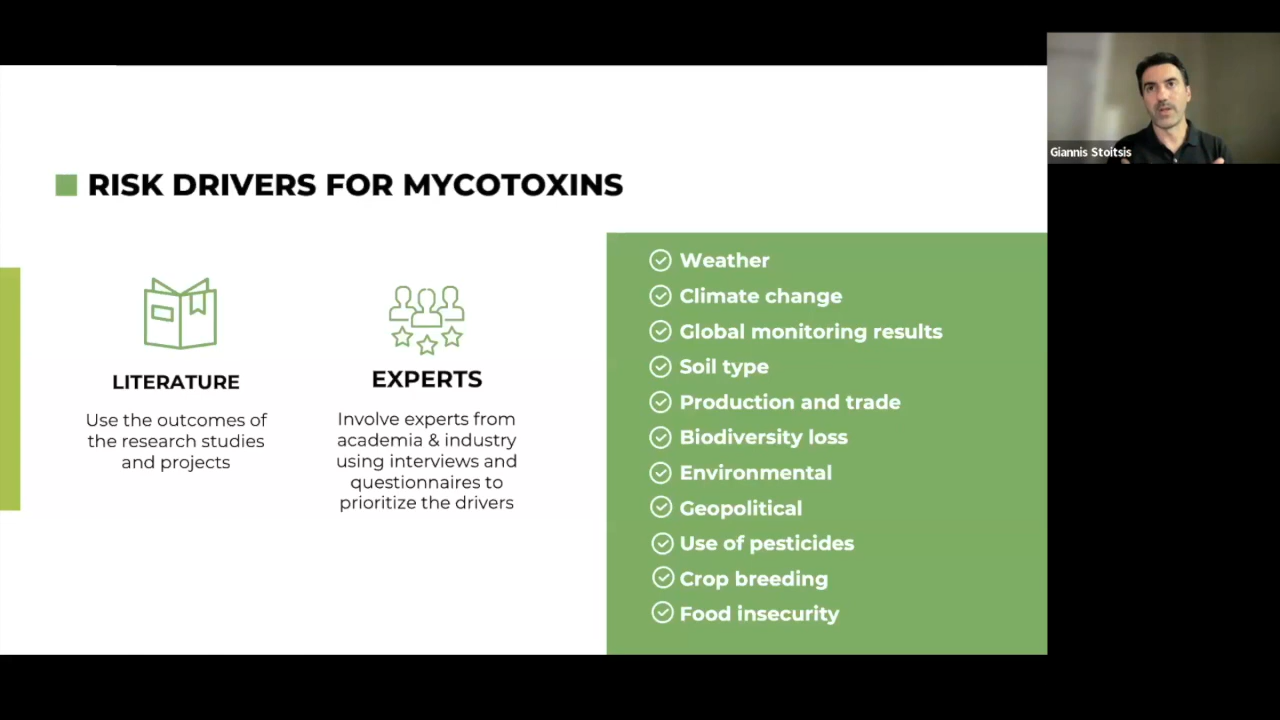 Giannis Stoitsis
RISK DRIVERS FOR MYCOTOXINS
LITERATURE
Use the outcomes of
the research studies
and projects
EXPERTS
Involve experts from
academia & industry
using interviews and
questionnaires to
prioritize the drivers
Weather
Climate change
Global monitoring results
Soil type
Production and trade
Biodiversity loss
Environmental
Geopolitical
Use of pesticides
Crop breeding
Food insecurity